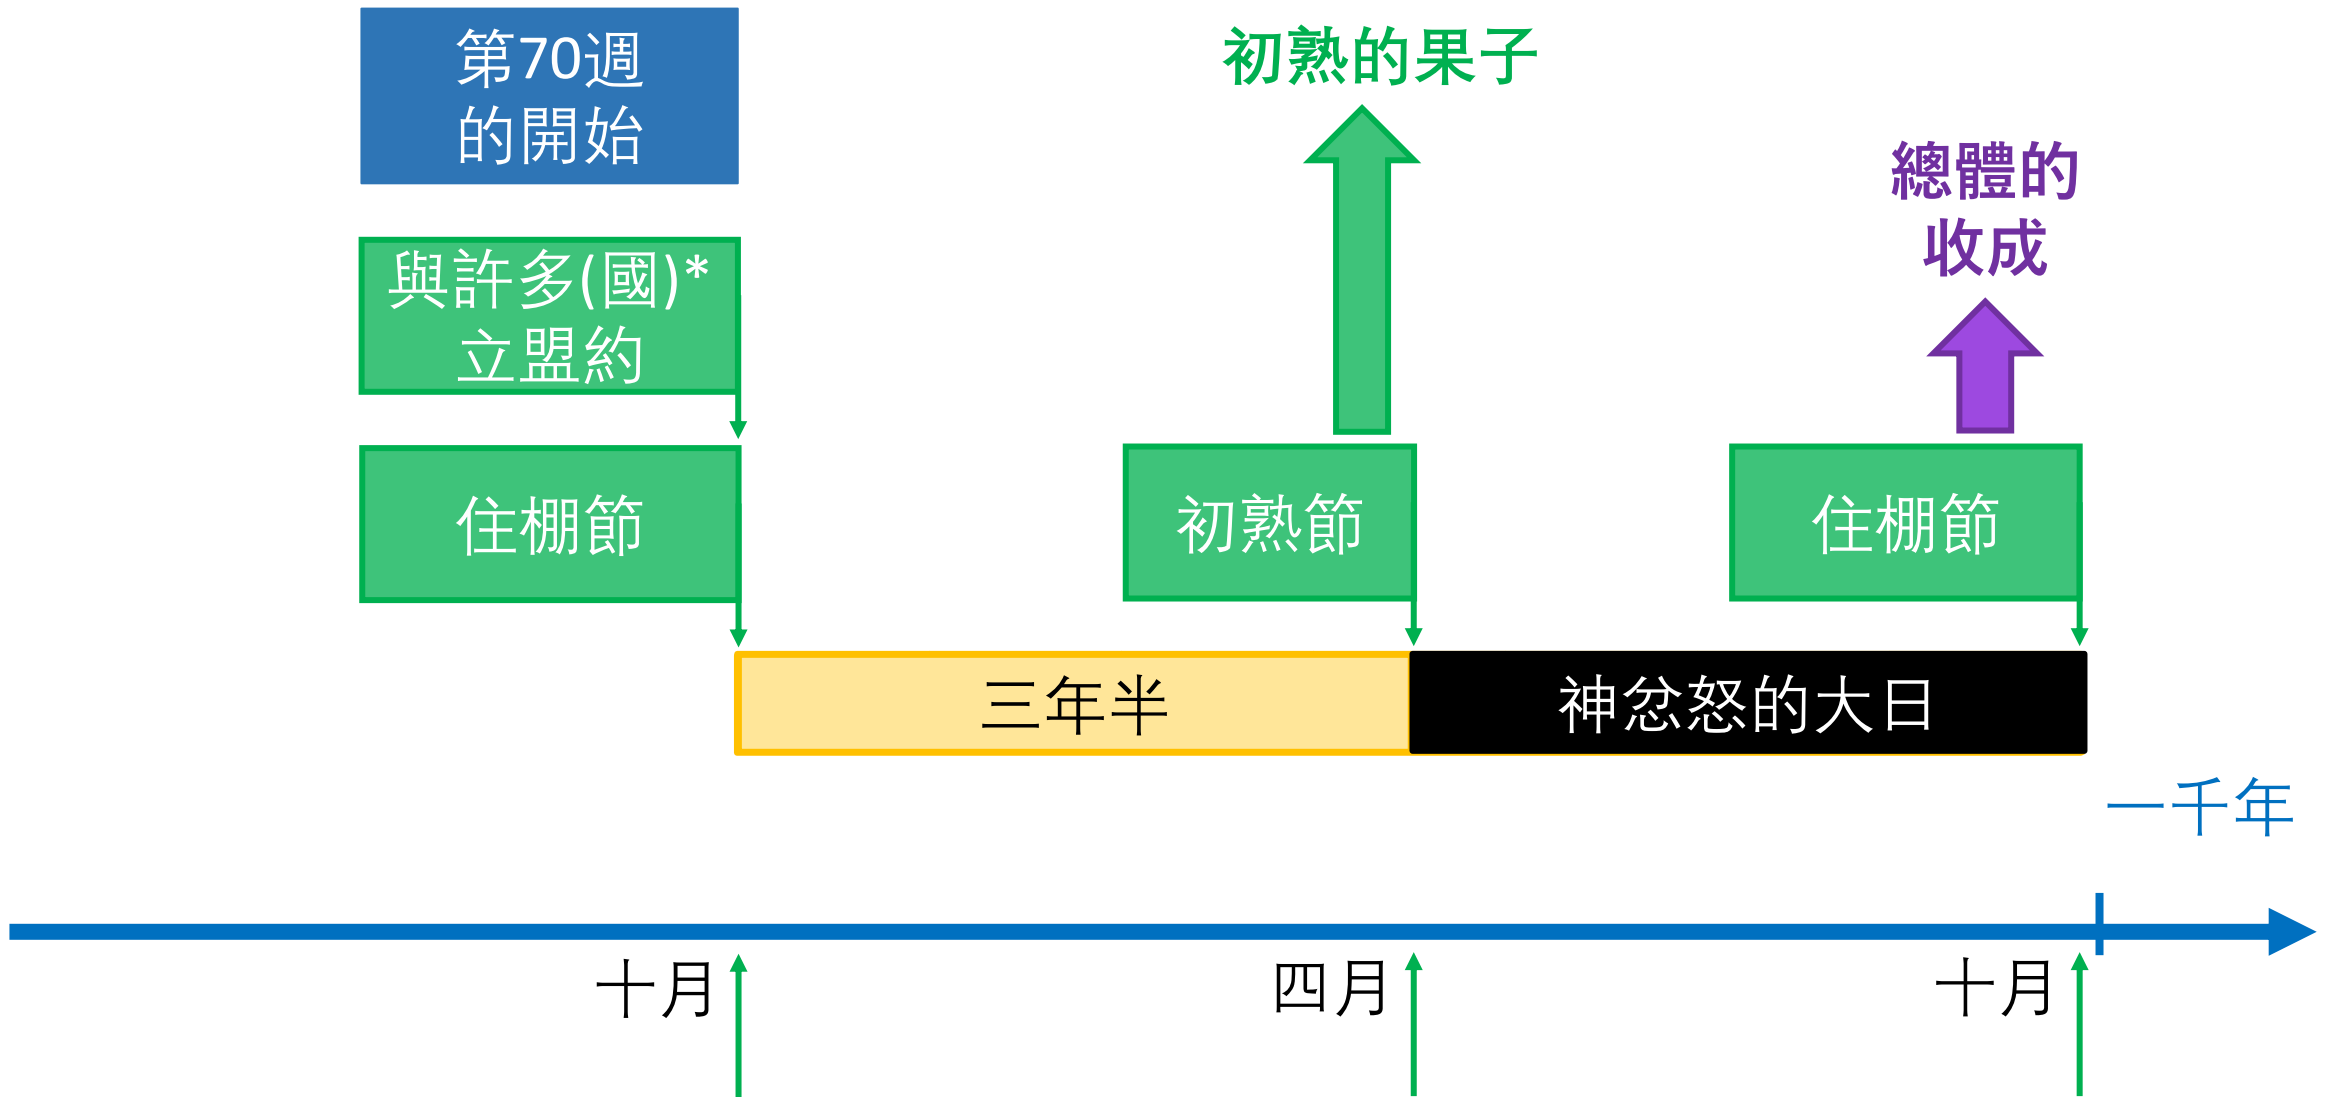 第70週
的開始
初熟的果子
總體的
收成
與許多(國)*
立盟約
住棚節
初熟節
住棚節
三年半
神忿怒的大日
一千年
十月
四月
十月